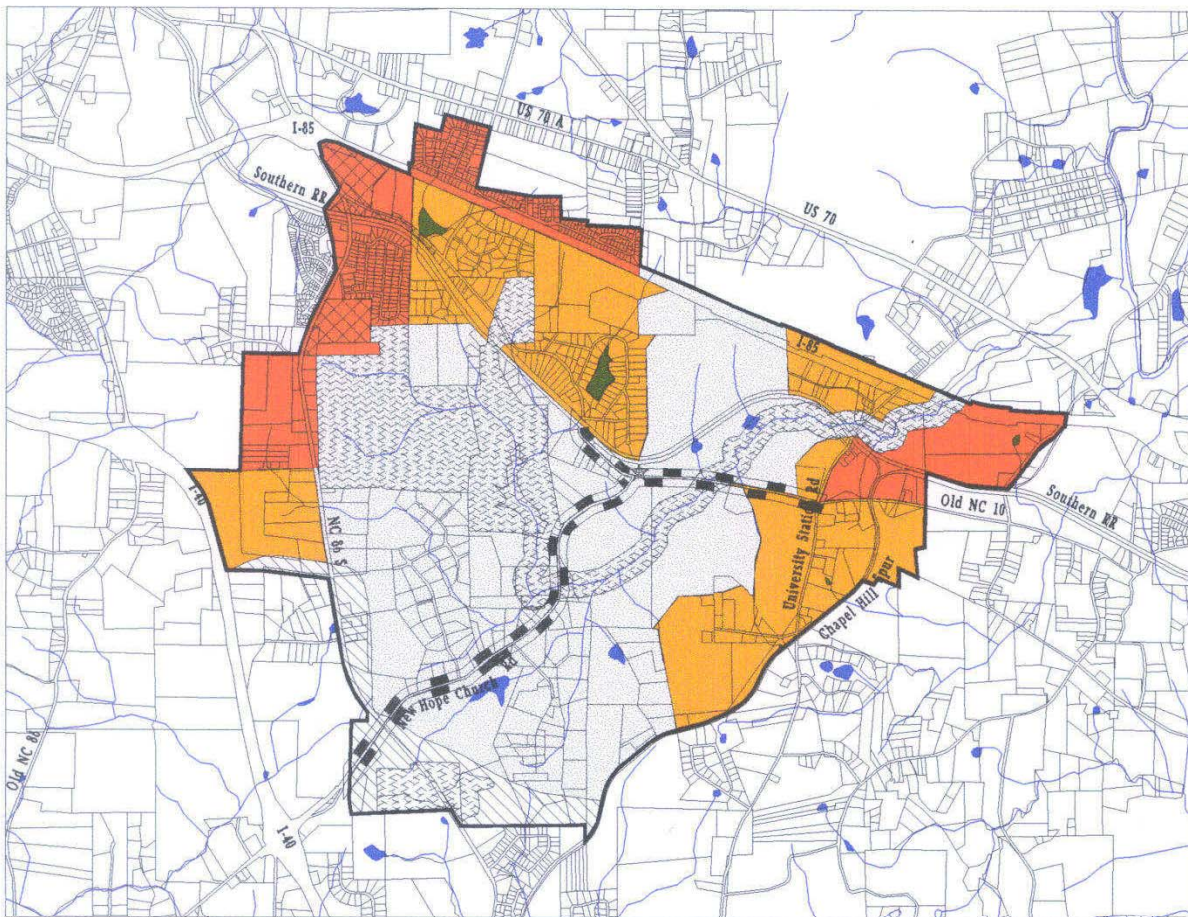 US 70 A
I-85
Southern RR
US 70
I-85
I-40
NC 86 S
University Station Rd
Old NC 10
Southern RR
Spur
Chapel Hill
New Hope Church Rd
Old NC 86
I-40